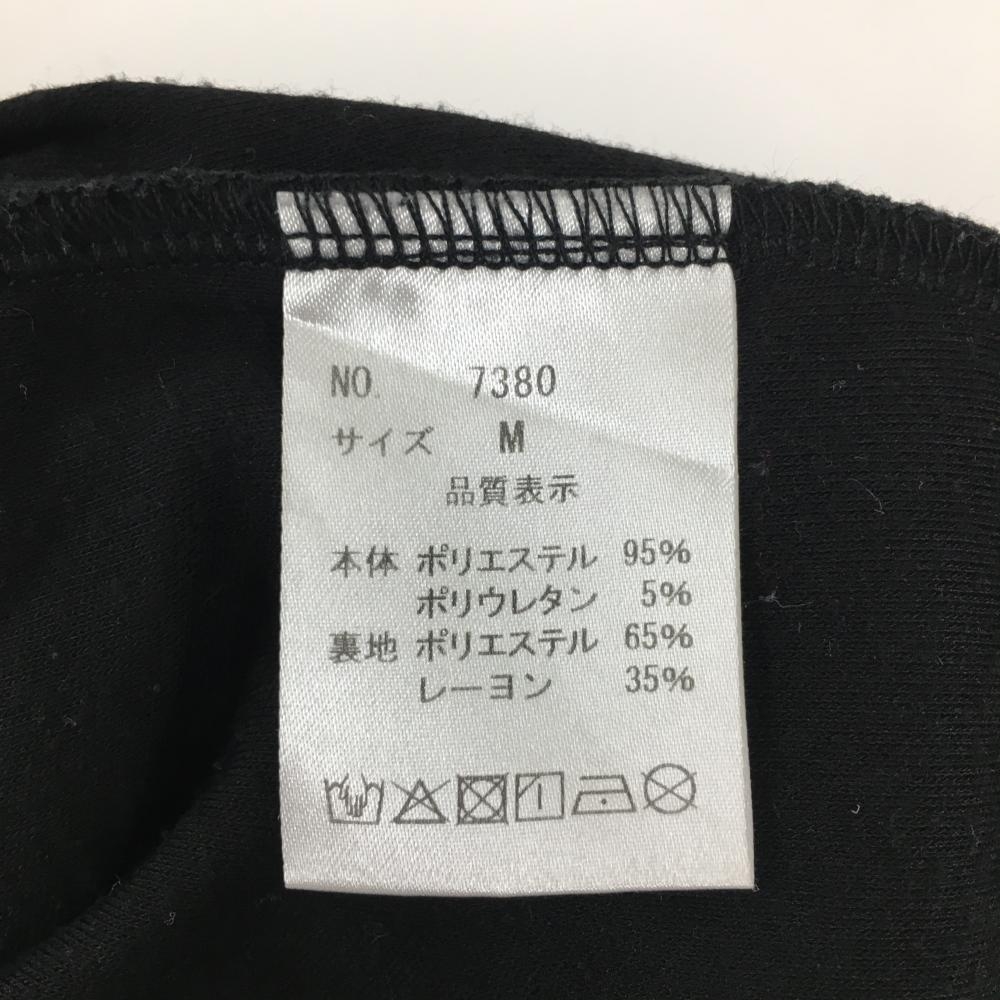 NO. 7380
サイズ M
品質表示
本体 ポリエステル 95%
ポリウレタン 5%
裏地 ポリエステル 65%
レーヨン 35%